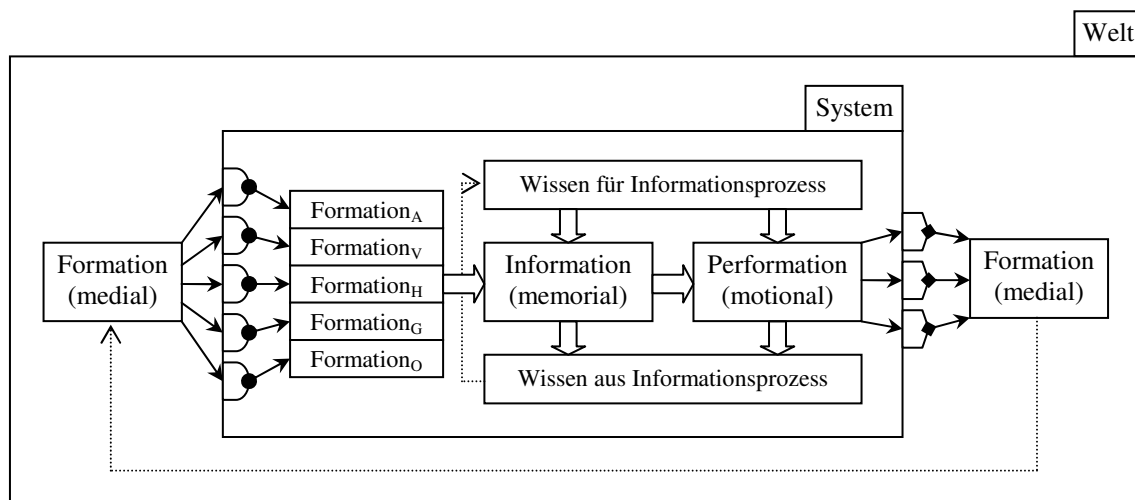 Welt
System
Wissen für Informationsprozess
Formation
(medial)
Formation_A
Formation_V
Formation_H
Formation_G
Formation_O
Information
(memorial)
Performation
(motional)
Formation
(medial)
Wissen aus Informationsprozess